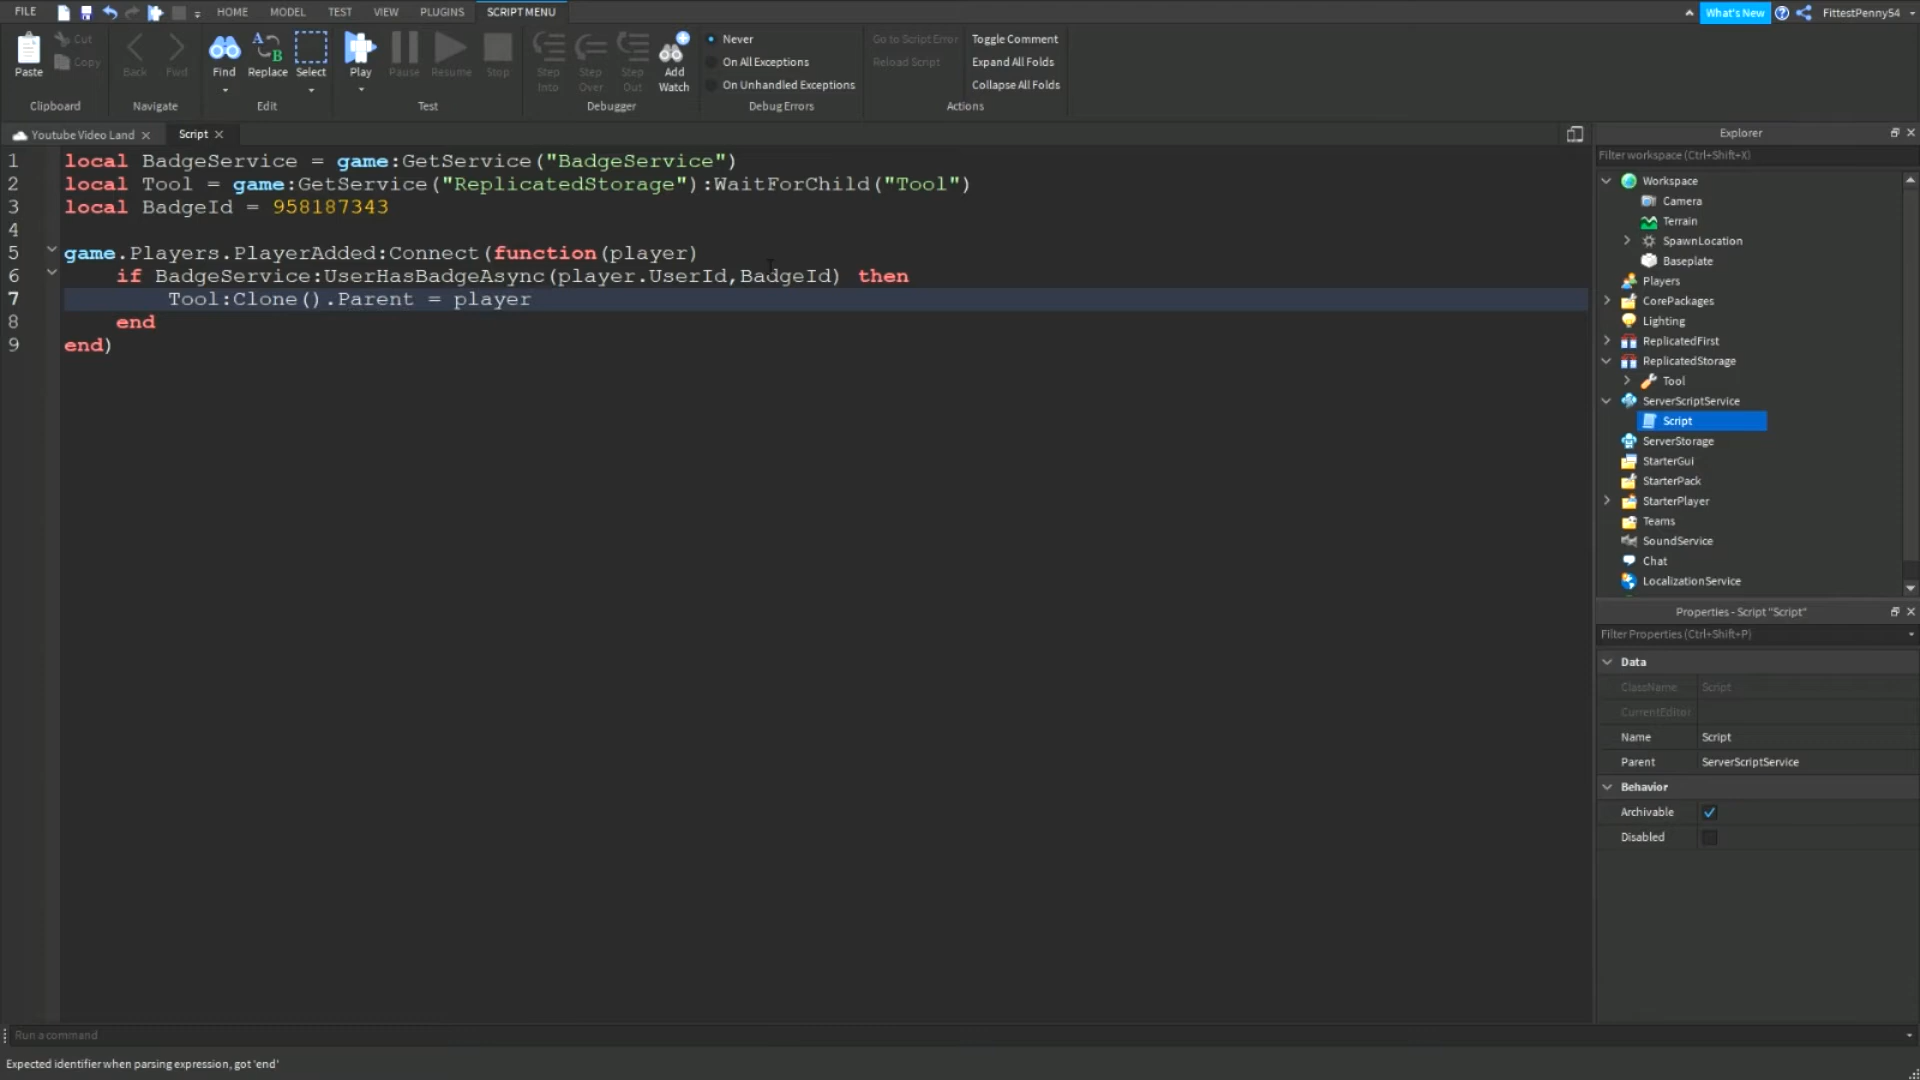 FILE HOME MODEL TEST VIEW PLUGINS SCRIPT MENU What's New FittestPenny54
Paste Cut Copy Back Fwd Find Replace Select Play Pause Resume Stop Step Into Step Over Step Out Add Watch
Never
On All Exceptions
On Unhandled Exceptions
Go to Script Error
Reload Script
Toggle Comment
Expand All Folds
Collapse All Folds
Clipboard Navigate Edit Test Debugger Debug Errors Actions
Youtube Video Land Script
1 local BadgeService = game:GetService("BadgeService")
2 local Tool = game:GetService("ReplicatedStorage"):WaitForChild("Tool")
3 local BadgeId = 958187343
4
5 game.Players.PlayerAdded:Connect(function(player)
6 if BadgeService:UserHasBadgeAsync(player.UserId,BadgeId) then
7 Tool:Clone().Parent = player
8 end
9 end)
Explorer
Filter workspace (Ctrl+Shift+X)
Workspace
Camera
Terrain
SpawnLocation
Baseplate
Players
CorePackages
Lighting
ReplicatedFirst
ReplicatedStorage
Tool
ServerScriptService
Script
ServerStorage
StarterGui
StarterPack
StarterPlayer
Teams
SoundService
Chat
LocalizationService
Properties - Script "Script"
Filter Properties (Ctrl+Shift+P)
Data
ClassName Script
CurrentEditor
Name Script
Parent ServerScriptService
Behavior
Archivable
Disabled
Run a command
Expected identifier when parsing expression, got 'end'